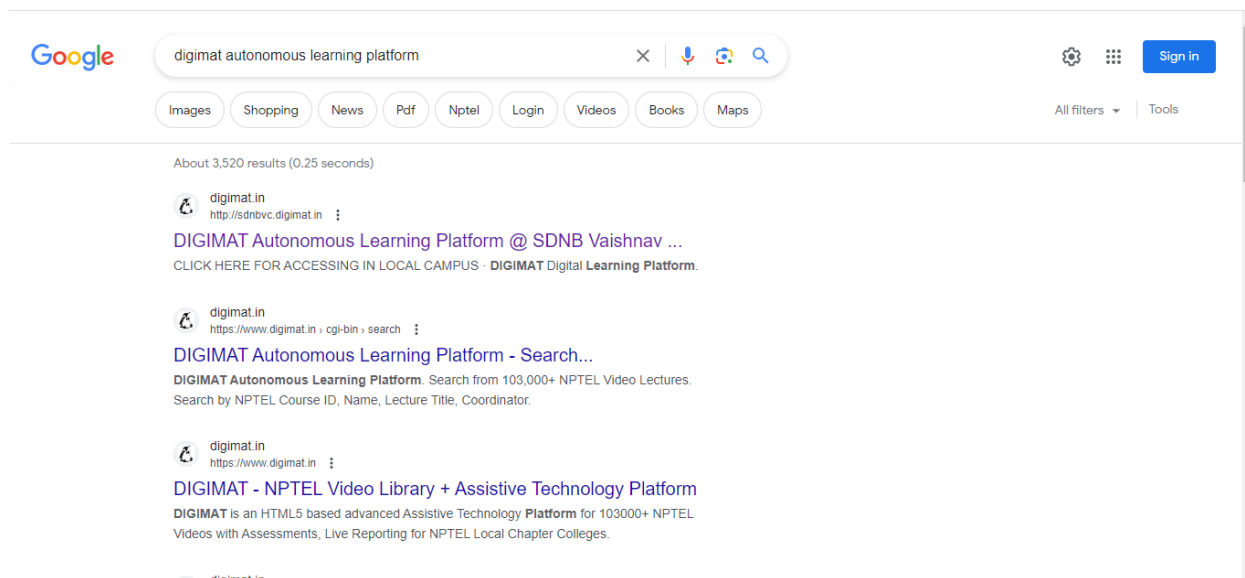 Google
digimat autonomous learning platform
Sign in
Images Shopping News Pdf Nptel Login Videos Books Maps All filters Tools
About 3,520 results (0.25 seconds)
digimat.in
http://sdnbvc.digimat.in
DIGIMAT Autonomous Learning Platform @ SDNB Vaishnav ...
CLICK HERE FOR ACCESSING IN LOCAL CAMPUS · DIGIMAT Digital Learning Platform.
digimat.in
https://www.digimat.in › cgi-bin › search
DIGIMAT Autonomous Learning Platform - Search...
DIGIMAT Autonomous Learning Platform. Search from 103,000+ NPTEL Video Lectures.
Search by NPTEL Course ID, Name, Lecture Title, Coordinator.
digimat.in
https://www.digimat.in
DIGIMAT - NPTEL Video Library + Assistive Technology Platform
DIGIMAT is an HTML5 based advanced Assistive Technology Platform for 103000+ NPTEL
Videos with Assessments, Live Reporting for NPTEL Local Chapter Colleges.
digimat.in